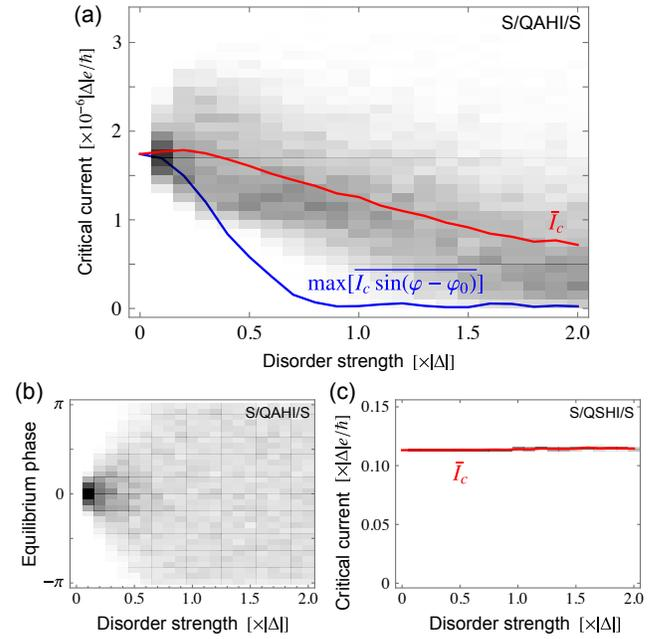 (a)
S/QAHI/S
Critical current [×10⁻⁶|Δ|e/ℏ]
3
2
1
0
Ī_c
max[I_c sin(φ − φ₀)]
0
0.5
1.0
1.5
2.0
Disorder strength [×|Δ|]
(b)
S/QAHI/S
Equilibrium phase
π
0
−π
0
0.5
1.0
1.5
2.0
Disorder strength [×|Δ|]
(c)
S/QSHI/S
Critical current [×|Δ|e/ℏ]
0.15
0.10
0.05
0
Ī_c
0
0.5
1.0
1.5
2.0
Disorder strength [×|Δ|]